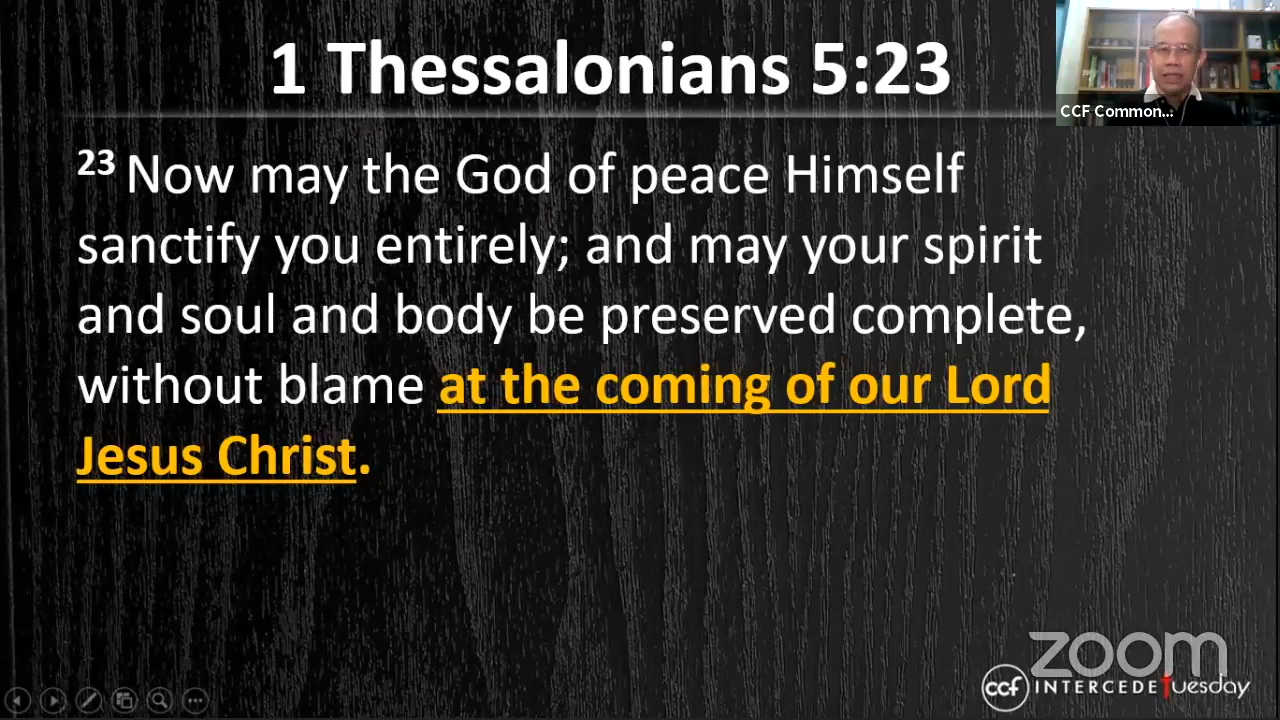 1 Thessalonians 5:23
CCF Common...
23 Now may the God of peace Himself
sanctify you entirely; and may your spirit
and soul and body be preserved complete,
without blame at the coming of our Lord
Jesus Christ.
zoom
ccf INTERCEDE Tuesday